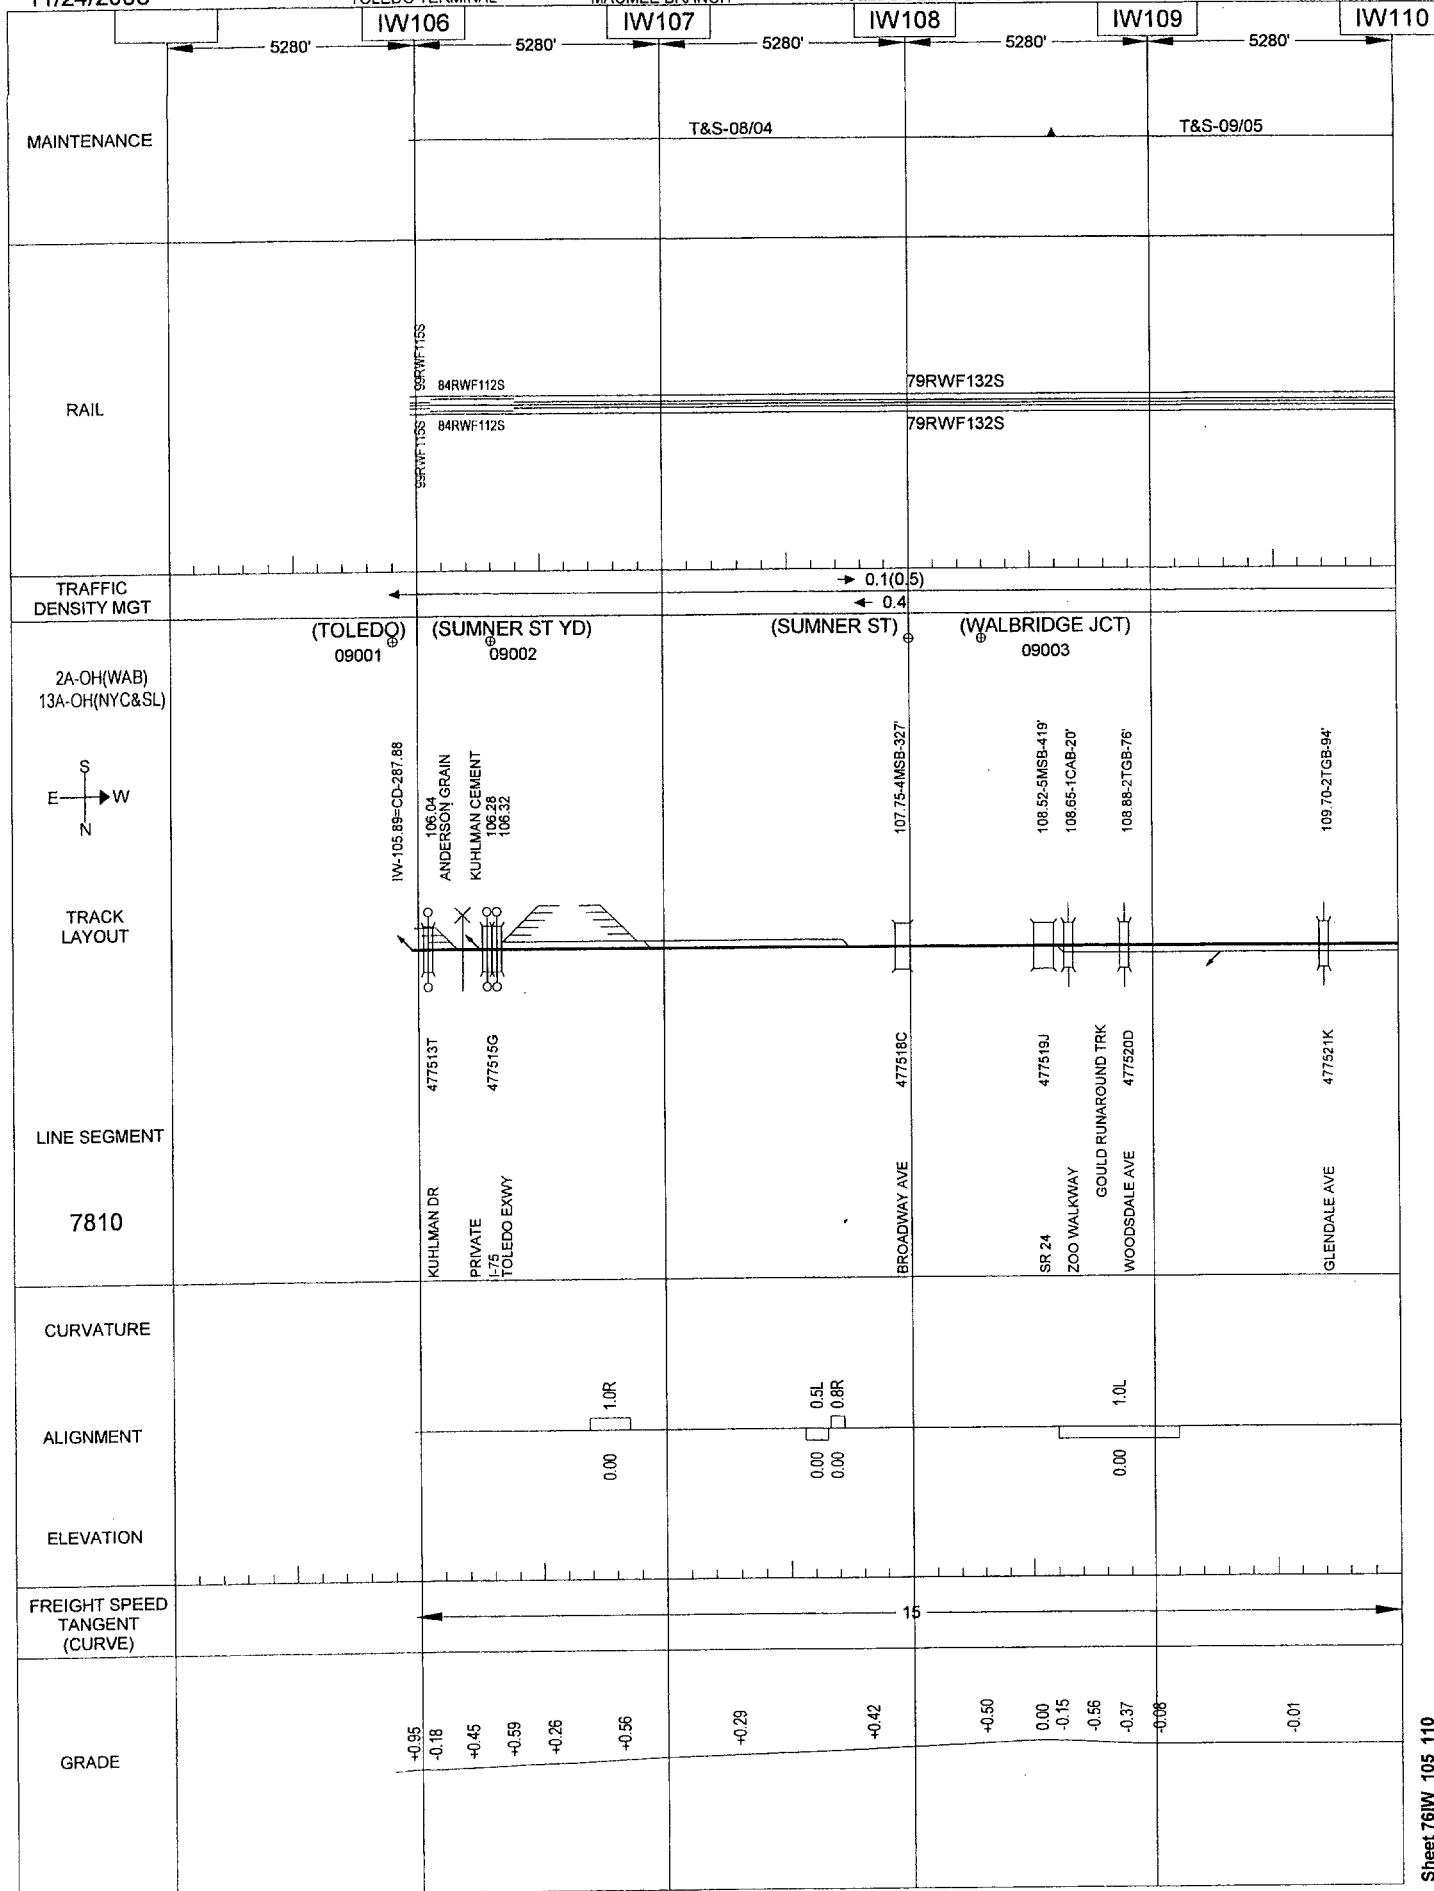 IW106 IW107 IW108 IW109 IW110
5280' 5280' 5280' 5280' 5280'
MAINTENANCE
T&S-08/04
T&S-09/05
RAIL
99RWF115S
84RWF112S
79RWF132S
99RWF115S
84RWF112S
79RWF132S
TRAFFIC
DENSITY MGT
0.1(0.5)
0.4
(TOLEDO)
09001
(SUMNER ST YD)
09002
(SUMNER ST)
(WALBRIDGE JCT)
09003
2A-OH(WAB)
13A-OH(NYC&SL)
S
E W
N
IW-105.89=CD-287.88
106.04
ANDERSON GRAIN
KUHLMAN CEMENT
106.28
106.32
107.75-4MSB-327'
108.52-5MSB-419'
108.65-1CAB-20'
108.88-2TGB-76'
109.70-2TGB-94'
TRACK
LAYOUT
477513T
477515G
477518C
477519J
GOULD RUNAROUND TRK
477520D
477521K
LINE SEGMENT
7810
KUHLMAN DR
PRIVATE
I-75
TOLEDO EXWY
BROADWAY AVE
SR 24
ZOO WALKWAY
WOODSDALE AVE
GLENDALE AVE
CURVATURE
1.0R
0.5L
0.8R
1.0L
ALIGNMENT
0.00
0.00
0.00
0.00
ELEVATION
FREIGHT SPEED
TANGENT
(CURVE)
15
GRADE
+0.95
-0.18
+0.45
+0.59
+0.26
+0.56
+0.29
+0.42
+0.50
0.00
-0.15
-0.56
-0.37
-0.08
-0.01
Sheet 76IW 105 110